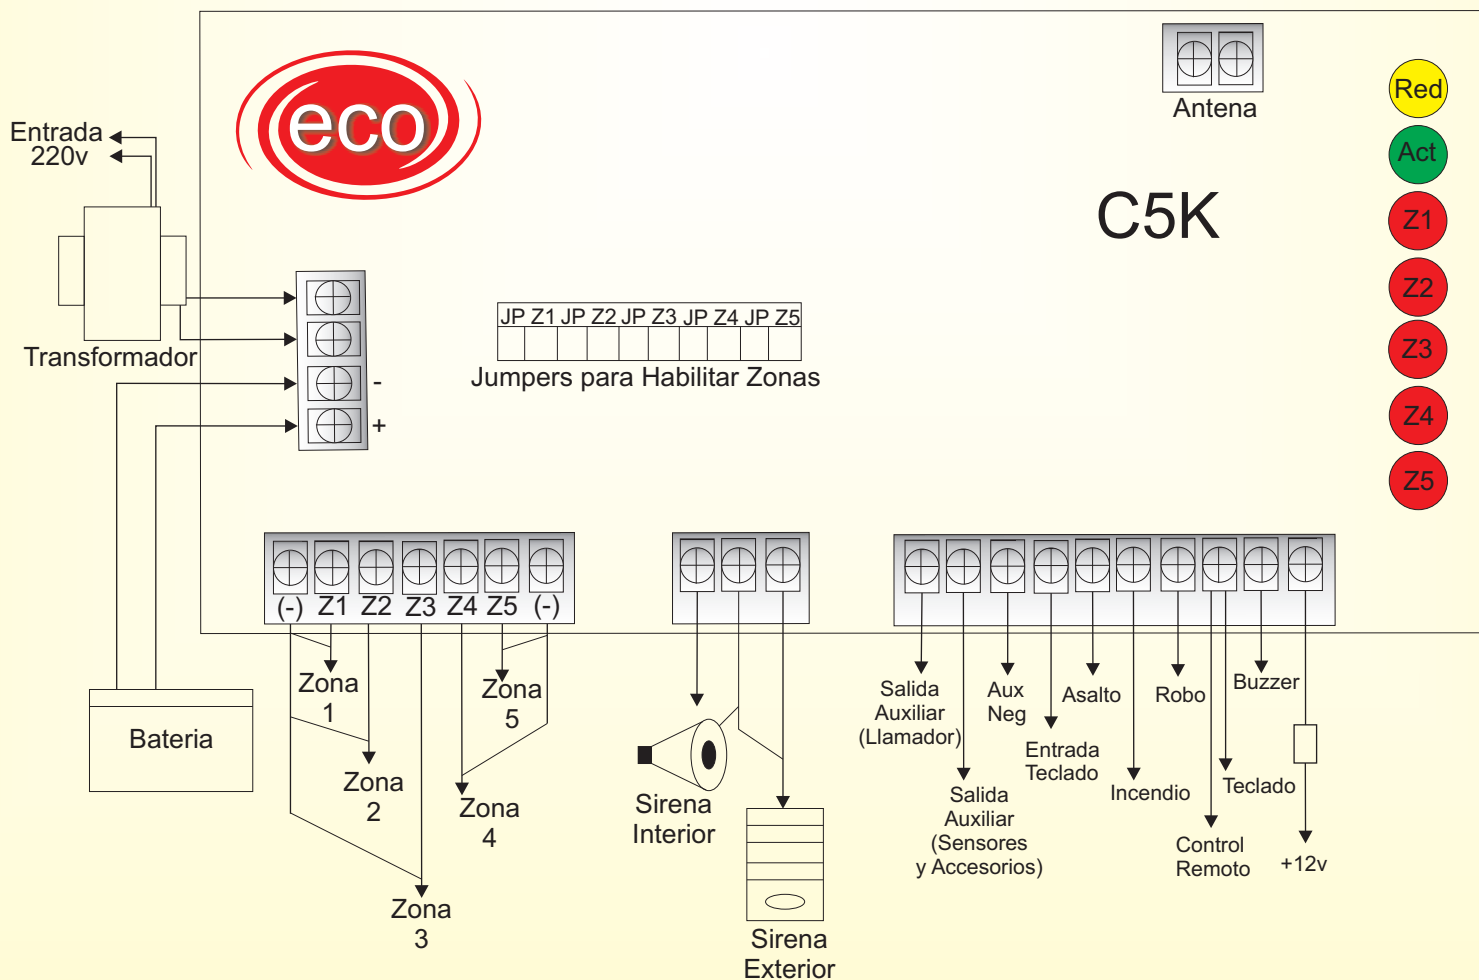 eco
Antena
C5K
Red
Act
Z1
Z2
Z3
Z4
Z5
Entrada
220v
Transformador
-
+
JP Z1 JP Z2 JP Z3 JP Z4 JP Z5
Jumpers para Habilitar Zonas
Bateria
(-) Z1 Z2 Z3 Z4 Z5 (-)
Zona
1
Zona
2
Zona
3
Zona
4
Zona
5
Sirena
Interior
Sirena
Exterior
Salida
Auxiliar
(Llamador)
Salida
Auxiliar
(Sensores
y Accesorios)
Aux
Neg
Entrada
Teclado
Asalto
Incendio
Robo
Control
Remoto
Teclado
Buzzer
+12v